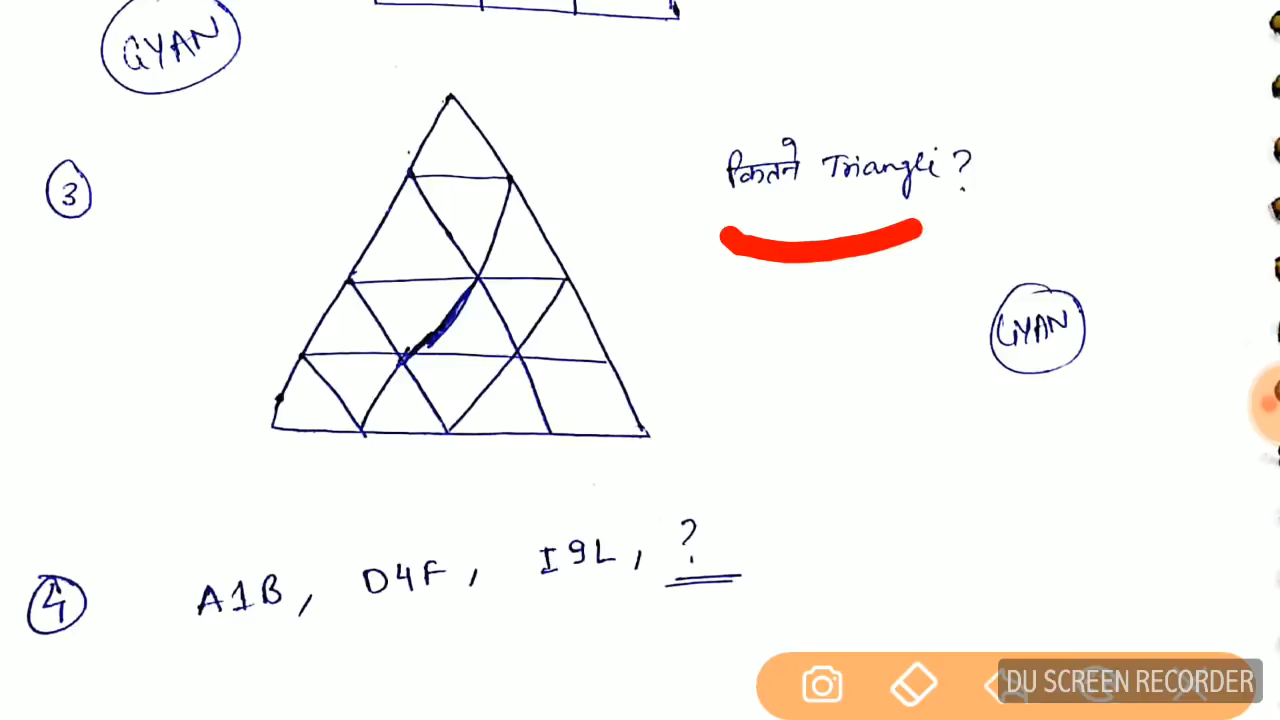 GYAN
3
कितने Triangle ?
GYAN
4 A1B, D4F, I9L, ?
DU SCREEN RECORDER